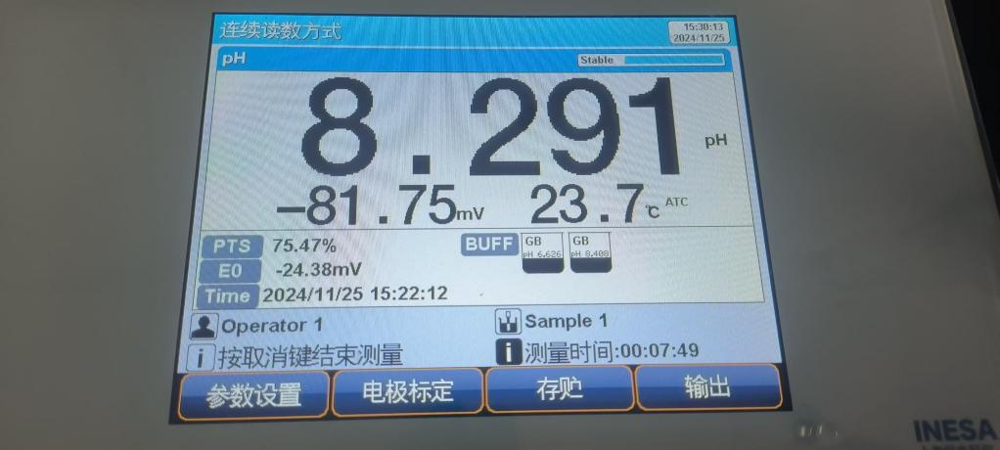 连续读数方式
15:30:13
2024/11/25
pH
Stable
8.291 pH
-81.75mV 23.7℃ ATC
PTS 75.47%
BUFF GB pH 6.626 GB pH 8.408
E0 -24.38mV
Time 2024/11/25 15:22:12
Operator 1
Sample 1
i 按取消键结束测量
i 测量时间:00:07:49
参数设置 电极标定 存贮 输出
INESA